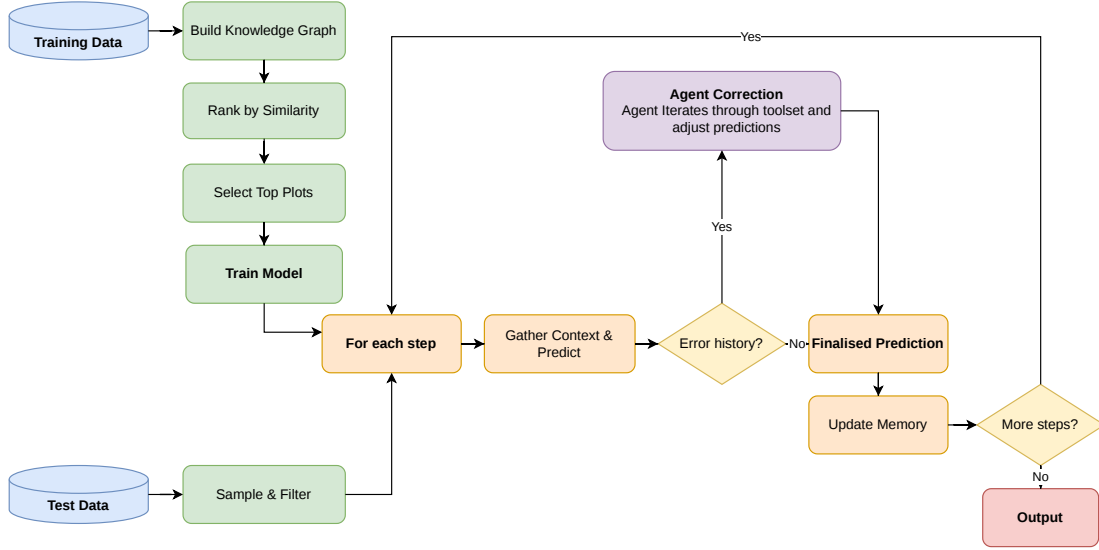 Training Data
Build Knowledge Graph
Yes
Agent Correction
Agent Iterates through toolset and
adjust predictions
Rank by Similarity
Select Top Plots
Yes
Train Model
For each step
Gather Context &
Predict
Error history?
No
Finalised Prediction
Update Memory
More steps?
No
Test Data
Sample & Filter
Output